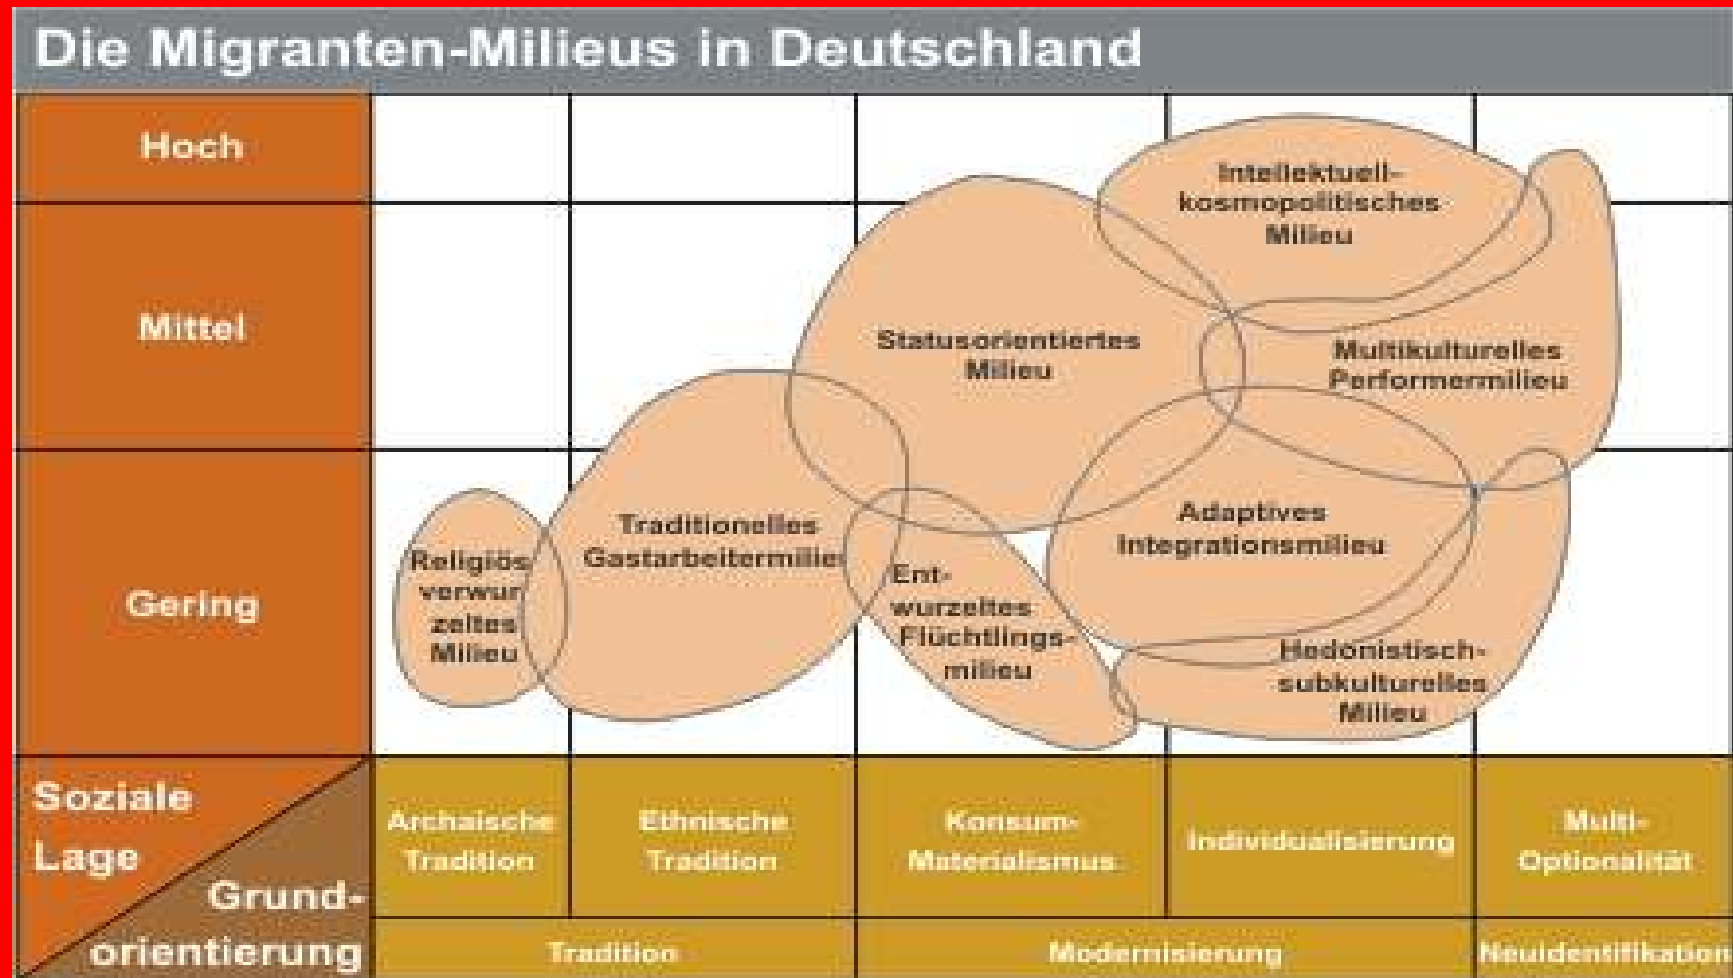 Die Migranten-Milieus in Deutschland
Hoch
Intellektuell-
kosmopolitisches
Milieu
Mittel
Statusorientiertes
Milieu
Multikulturelles
Performermilieu
Gering
Religiös
verwur
zeltes
Milieu
Traditionelles
Gastarbeitermilieu
Ent-
wurzeltes
Flüchtlings-
milieu
Adaptives
Integrationsmilieu
Hedonistisch-
subkulturelles
Milieu
Soziale
Lage
Grund-
orientierung
Archaische
Tradition
Ethnische
Tradition
Konsum-
Materialismus
Individualisierung
Multi-
Optionalität
Tradition
Modernisierung
Neuidentifikation